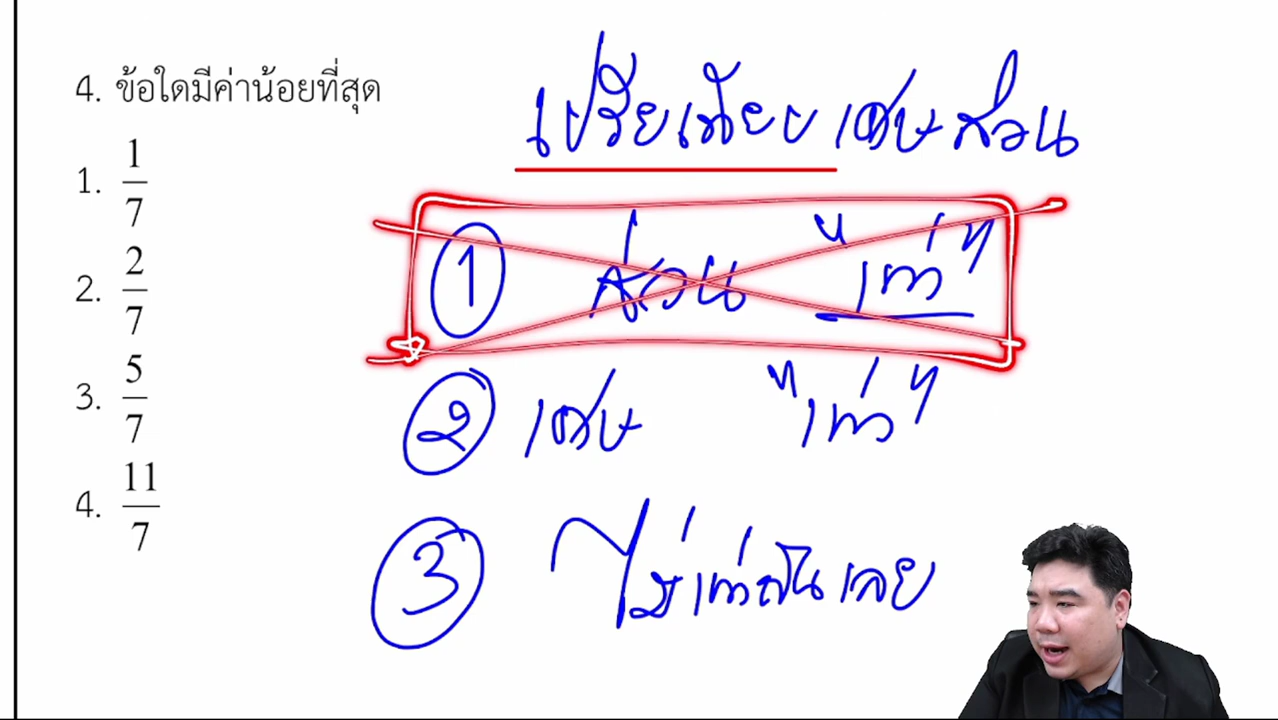 4. ข้อใดมีค่าน้อยที่สุด
1. 1/7
2. 2/7
3. 5/7
4. 11/7
เปรียบเทียบ เศษ ส่วน
1 ส่วน "เท่า"
2 เศษ "เท่า"
3 ไม่เท่ากันเลย